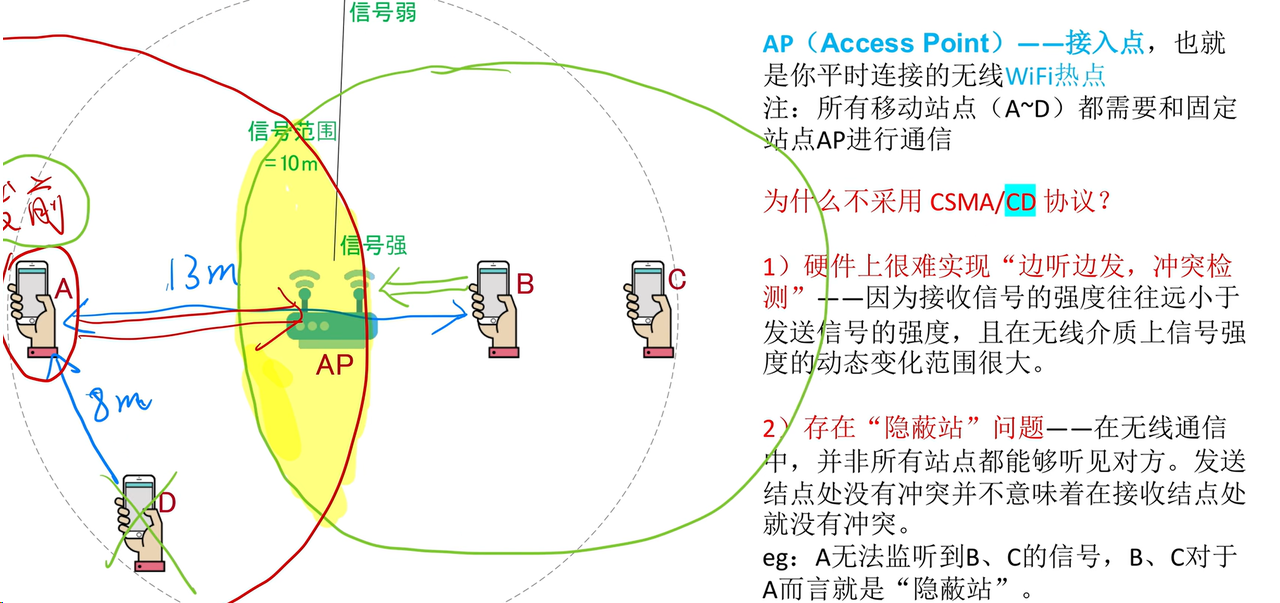 信号弱
信号范围
=10m
信号强
前
13m
A
B
C
AP
8m
D
AP（Access Point）——接入点，也就
是你平时连接的无线WiFi热点
注：所有移动站点（A~D）都需要和固定
站点AP进行通信
为什么不采用 CSMA/CD 协议？
1）硬件上很难实现“边听边发，冲突检
测”——因为接收信号的强度往往远小于
发送信号的强度，且在无线介质上信号强
度的动态变化范围很大。
2）存在“隐蔽站”问题——在无线通信
中，并非所有站点都能够听见对方。发送
结点处没有冲突并不意味着在接收结点处
就没有冲突。
eg：A无法监听到B、C的信号，B、C对于
A而言就是“隐蔽站”。